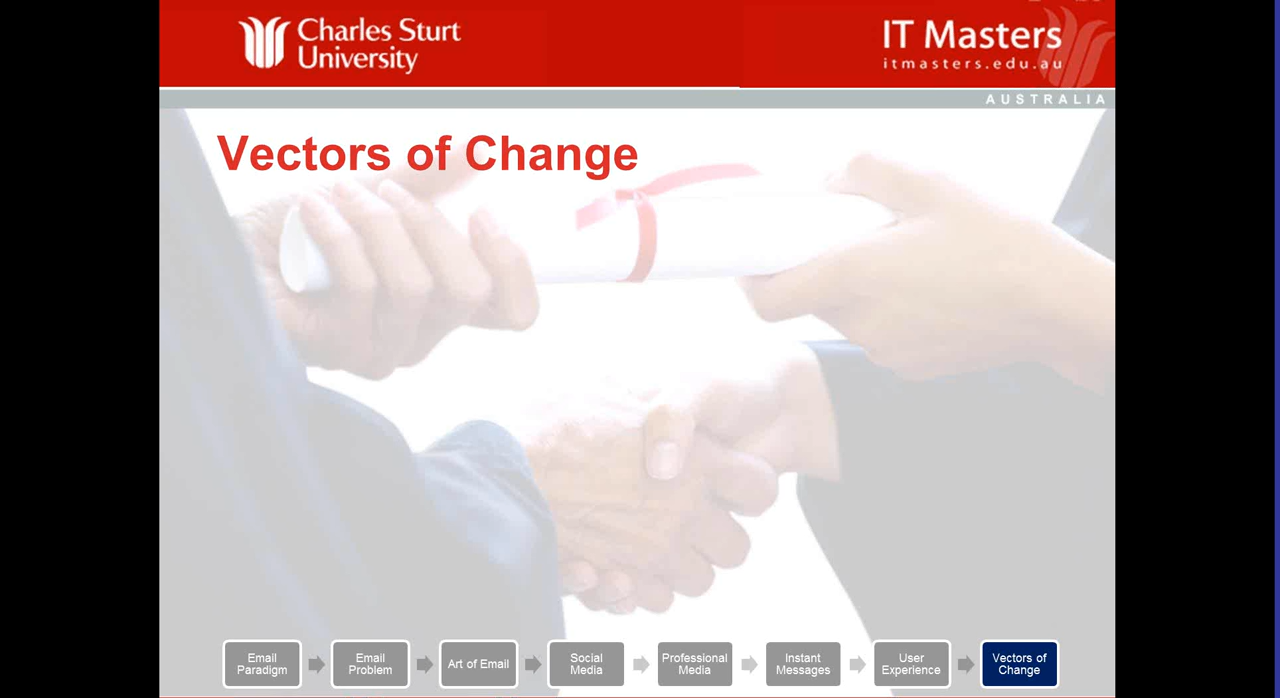 Charles Sturt
University
IT Masters
itmasters.edu.au
AUSTRALIA
Vectors of Change
Email
Paradigm
Email
Problem
Art of Email
Social
Media
Professional
Media
Instant
Messages
User
Experience
Vectors of
Change